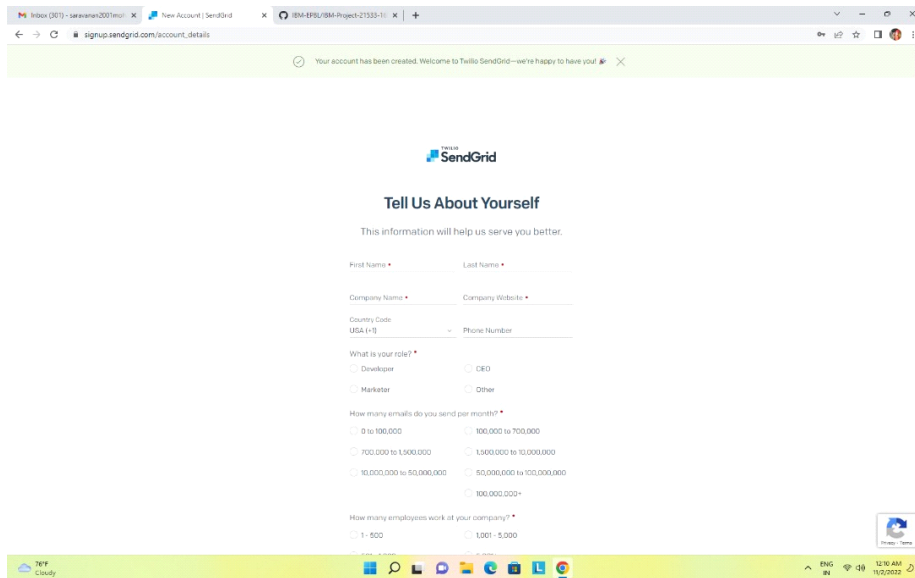 Inbox (301) - saravanan2001moh
New Account | SendGrid
IBM-EPBL/IBM-Project-21533-16
signup.sendgrid.com/account_details
Your account has been created. Welcome to Twilio SendGrid—we're happy to have you! 🎉
TWILIO
SendGrid
Tell Us About Yourself
This information will help us serve you better.
First Name • Last Name •
Company Name • Company Website •
Country Code
USA (+1) Phone Number
What is your role? *
Developer CEO
Marketer Other
How many emails do you send per month? *
0 to 100,000 100,000 to 700,000
700,000 to 1,500,000 1,500,000 to 10,000,000
10,000,000 to 50,000,000 50,000,000 to 100,000,000
100,000,000+
How many employees work at your company? *
1 - 500 1,001 - 5,000
Privacy - Terms
76°F
Cloudy
ENG
IN
12:10 AM
11/2/2022